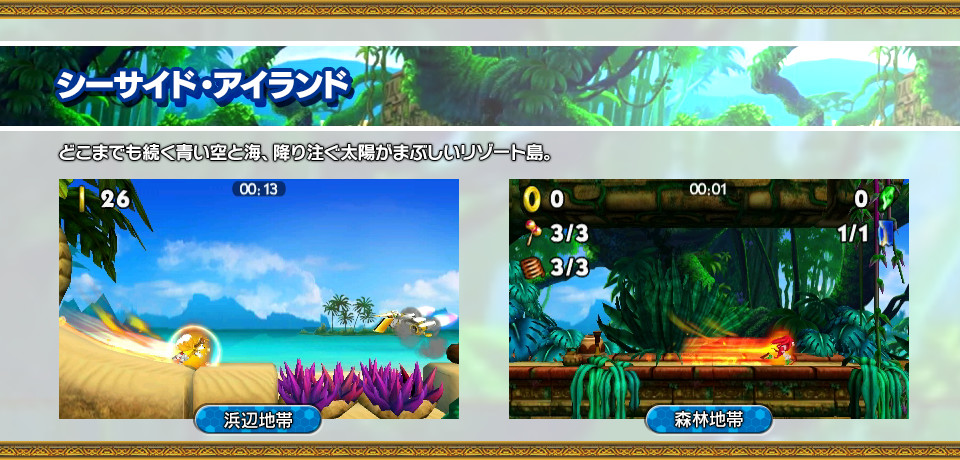 シーサイド・アイランド
どこまでも続く青い空と海、降り注ぐ太陽がまぶしいリゾート島。
26
00:13
0
00:01
0
3/3
1/1
3/3
浜辺地帯
森林地帯